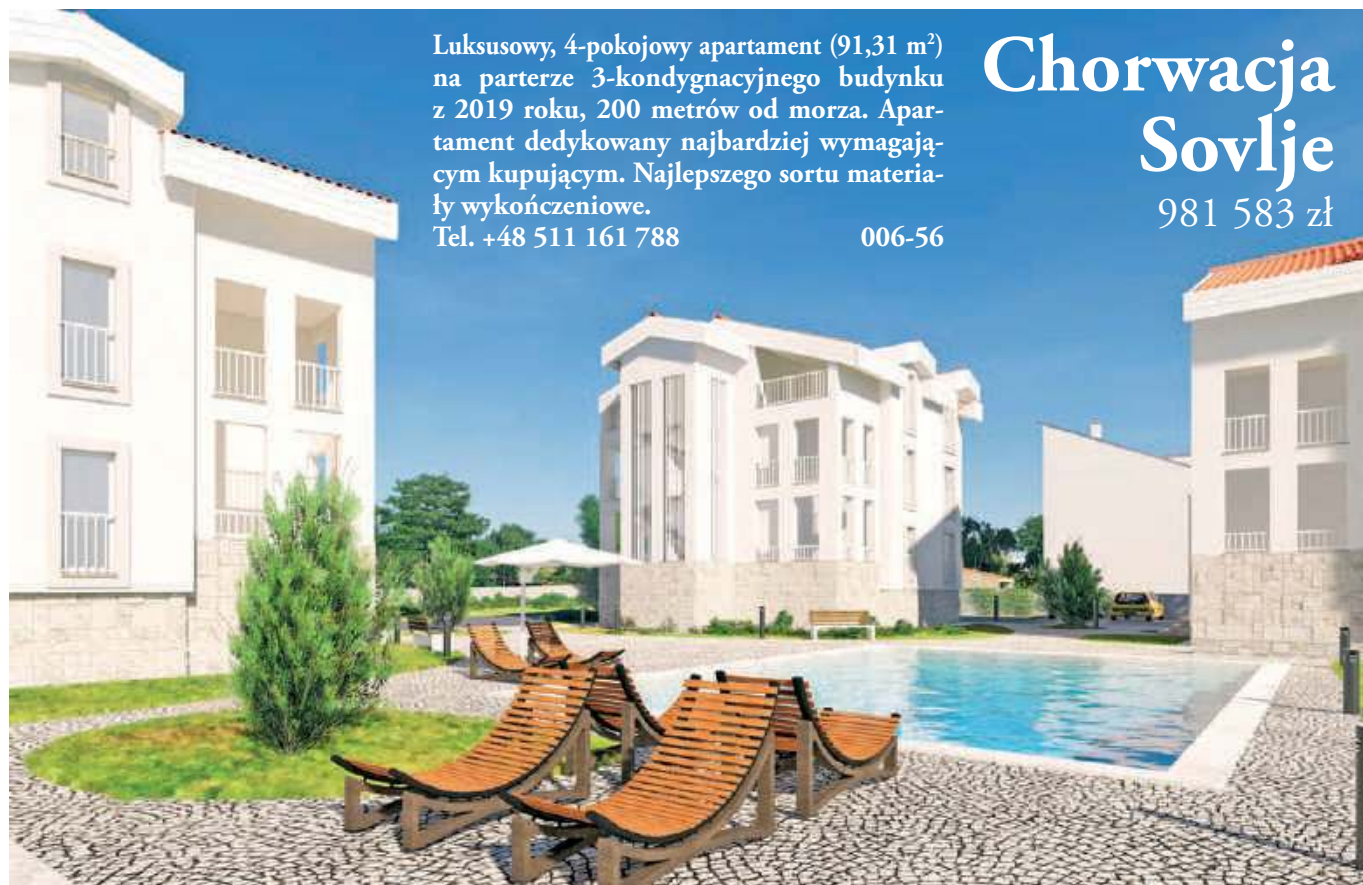 Luksusowy, 4-pokojowy apartament (91,31 m²)
na parterze 3-kondygnacyjnego budynku
z 2019 roku, 200 metrów od morza. Apar-
tament dedykowany najbardziej wymagają-
cym kupującym. Najlepszego sortu materia-
ły wykończeniowe.
Tel. +48 511 161 788 006-56
Chorwacja
Sovlje
981 583 zł